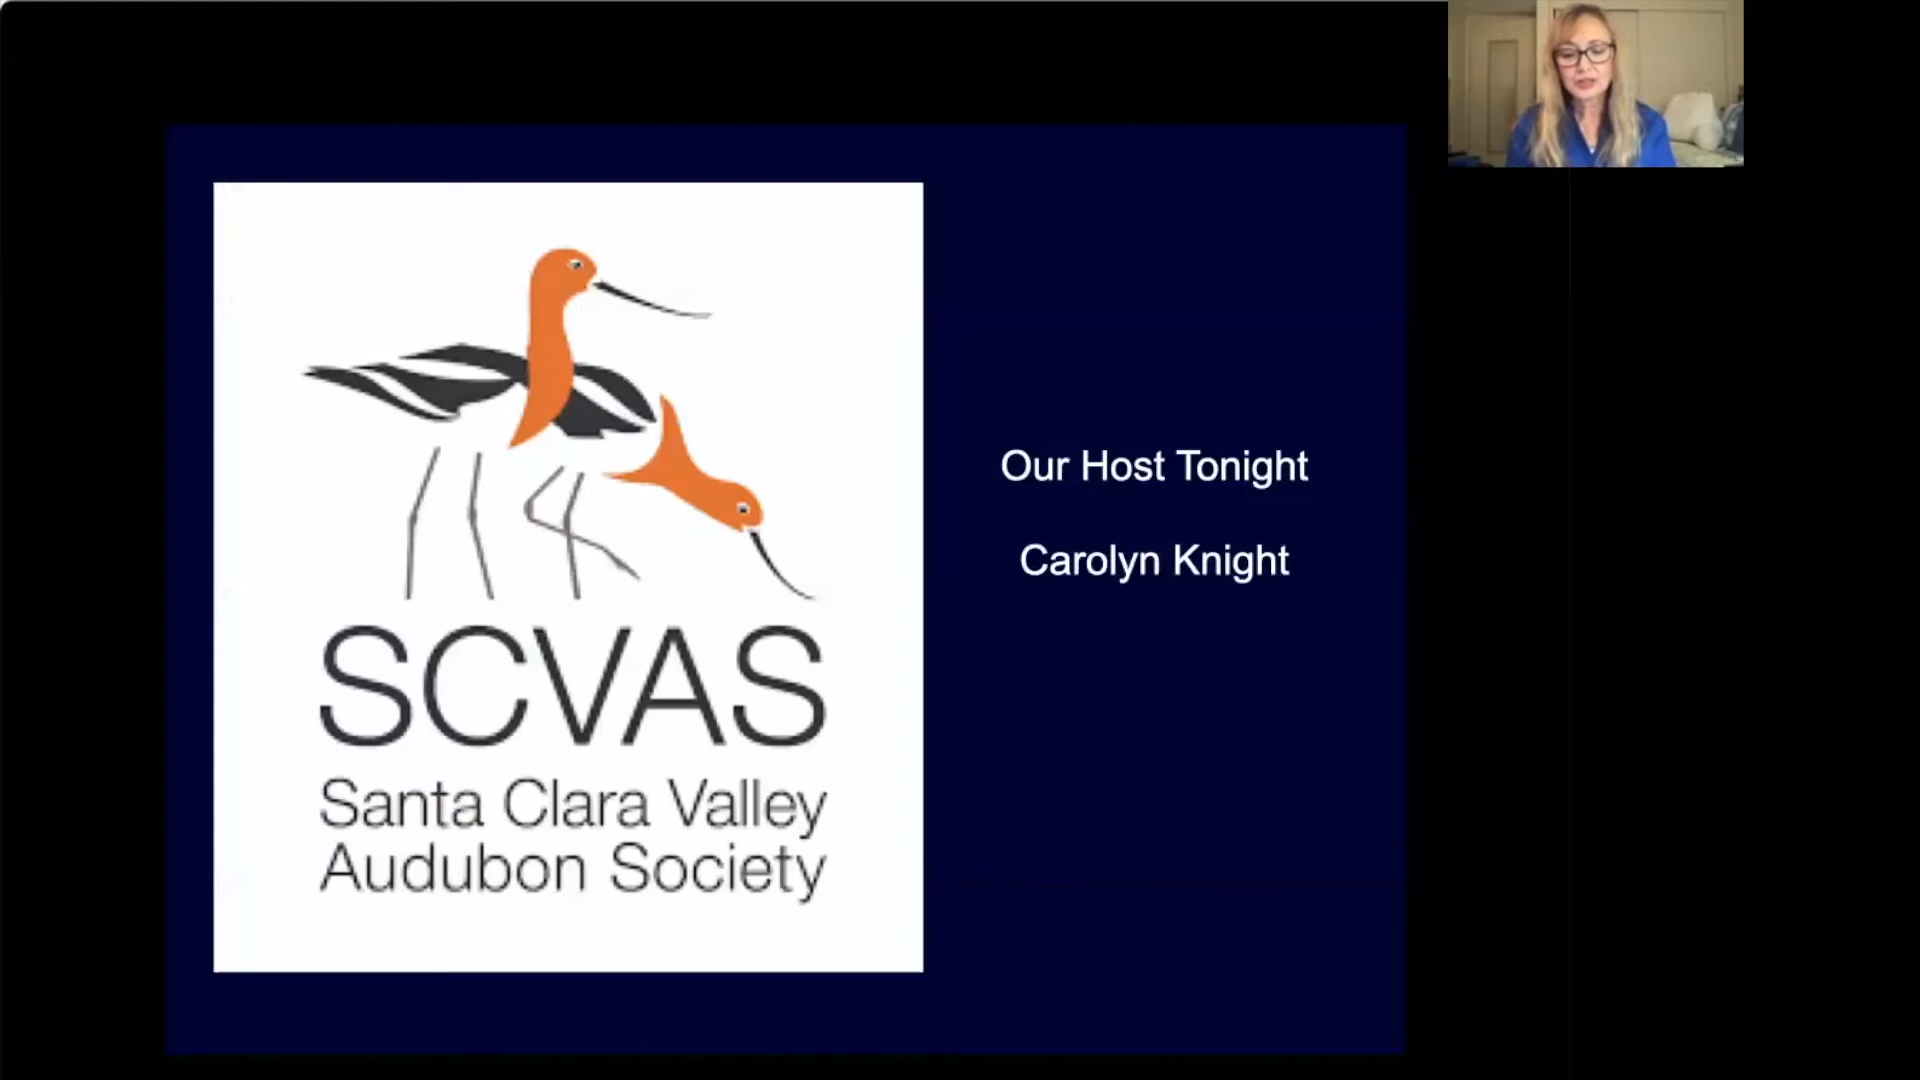 SCVAS
Santa Clara Valley
Audubon Society
Our Host Tonight
Carolyn Knight